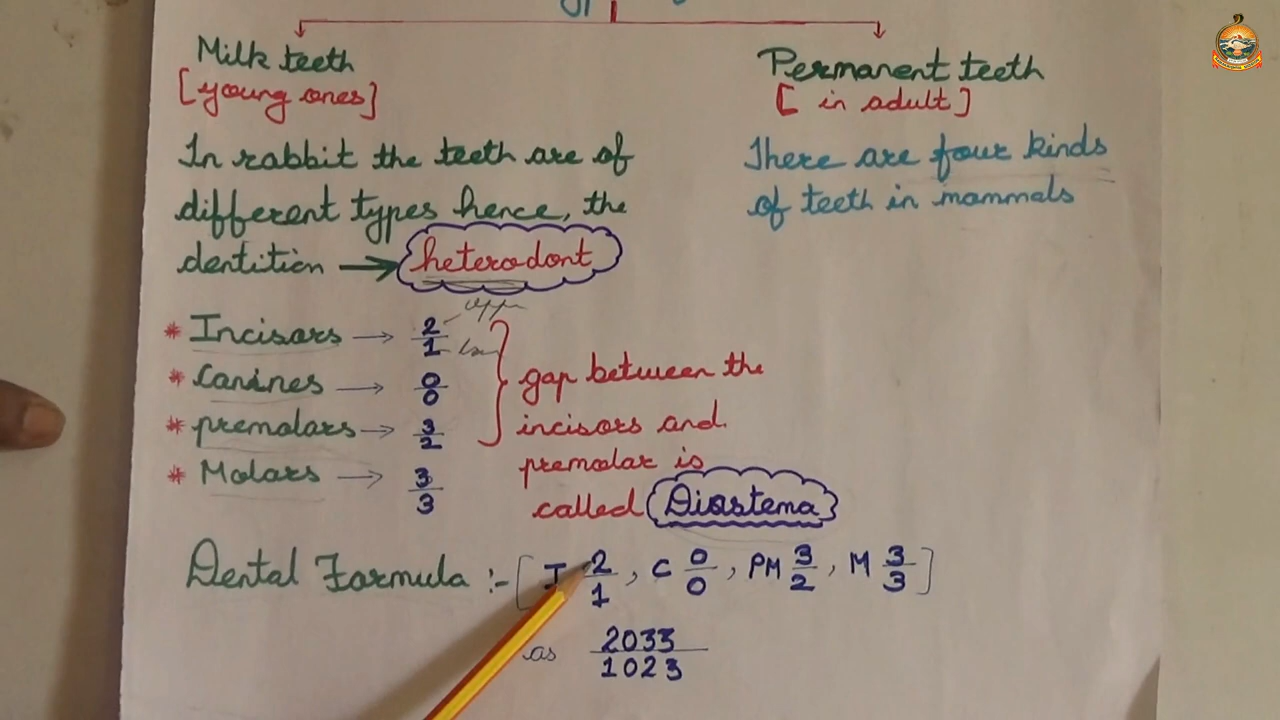 Milk teeth
[young ones]
In rabbit the teeth are of
different types hence, the
dentition → heterodont
* Incisors → 2/1
* Canines → 0/0
* premolars → 3/2
* Molars → 3/3
gap between the
incisors and
premolar is
called Diastema
Permanent teeth
[in adult]
There are four kinds
of teeth in mammals
Dental Formula :- [I 2/1, C 0/0, PM 3/2, M 3/3]
as 2033/1023